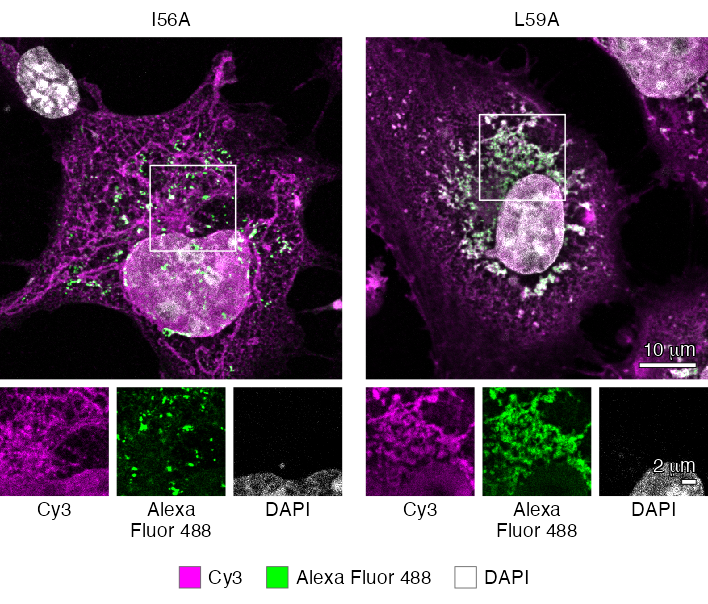 I56A
L59A
10 μm
2 μm
Cy3
Alexa
Fluor 488
DAPI
Cy3
Alexa
Fluor 488
DAPI
Cy3
Alexa Fluor 488
DAPI